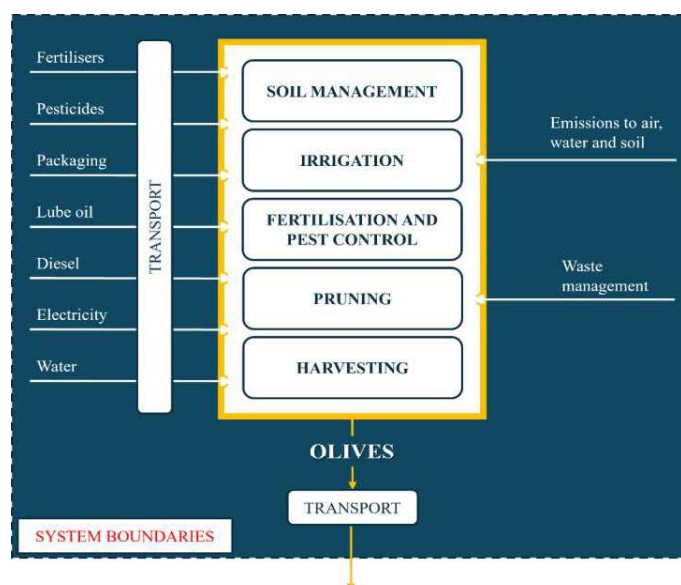 Fertilisers
Pesticides
Packaging
Lube oil
Diesel
Electricity
Water
TRANSPORT
SOIL MANAGEMENT
IRRIGATION
FERTILISATION AND
PEST CONTROL
PRUNING
HARVESTING
Emissions to air,
water and soil
Waste
management
OLIVES
TRANSPORT
SYSTEM BOUNDARIES